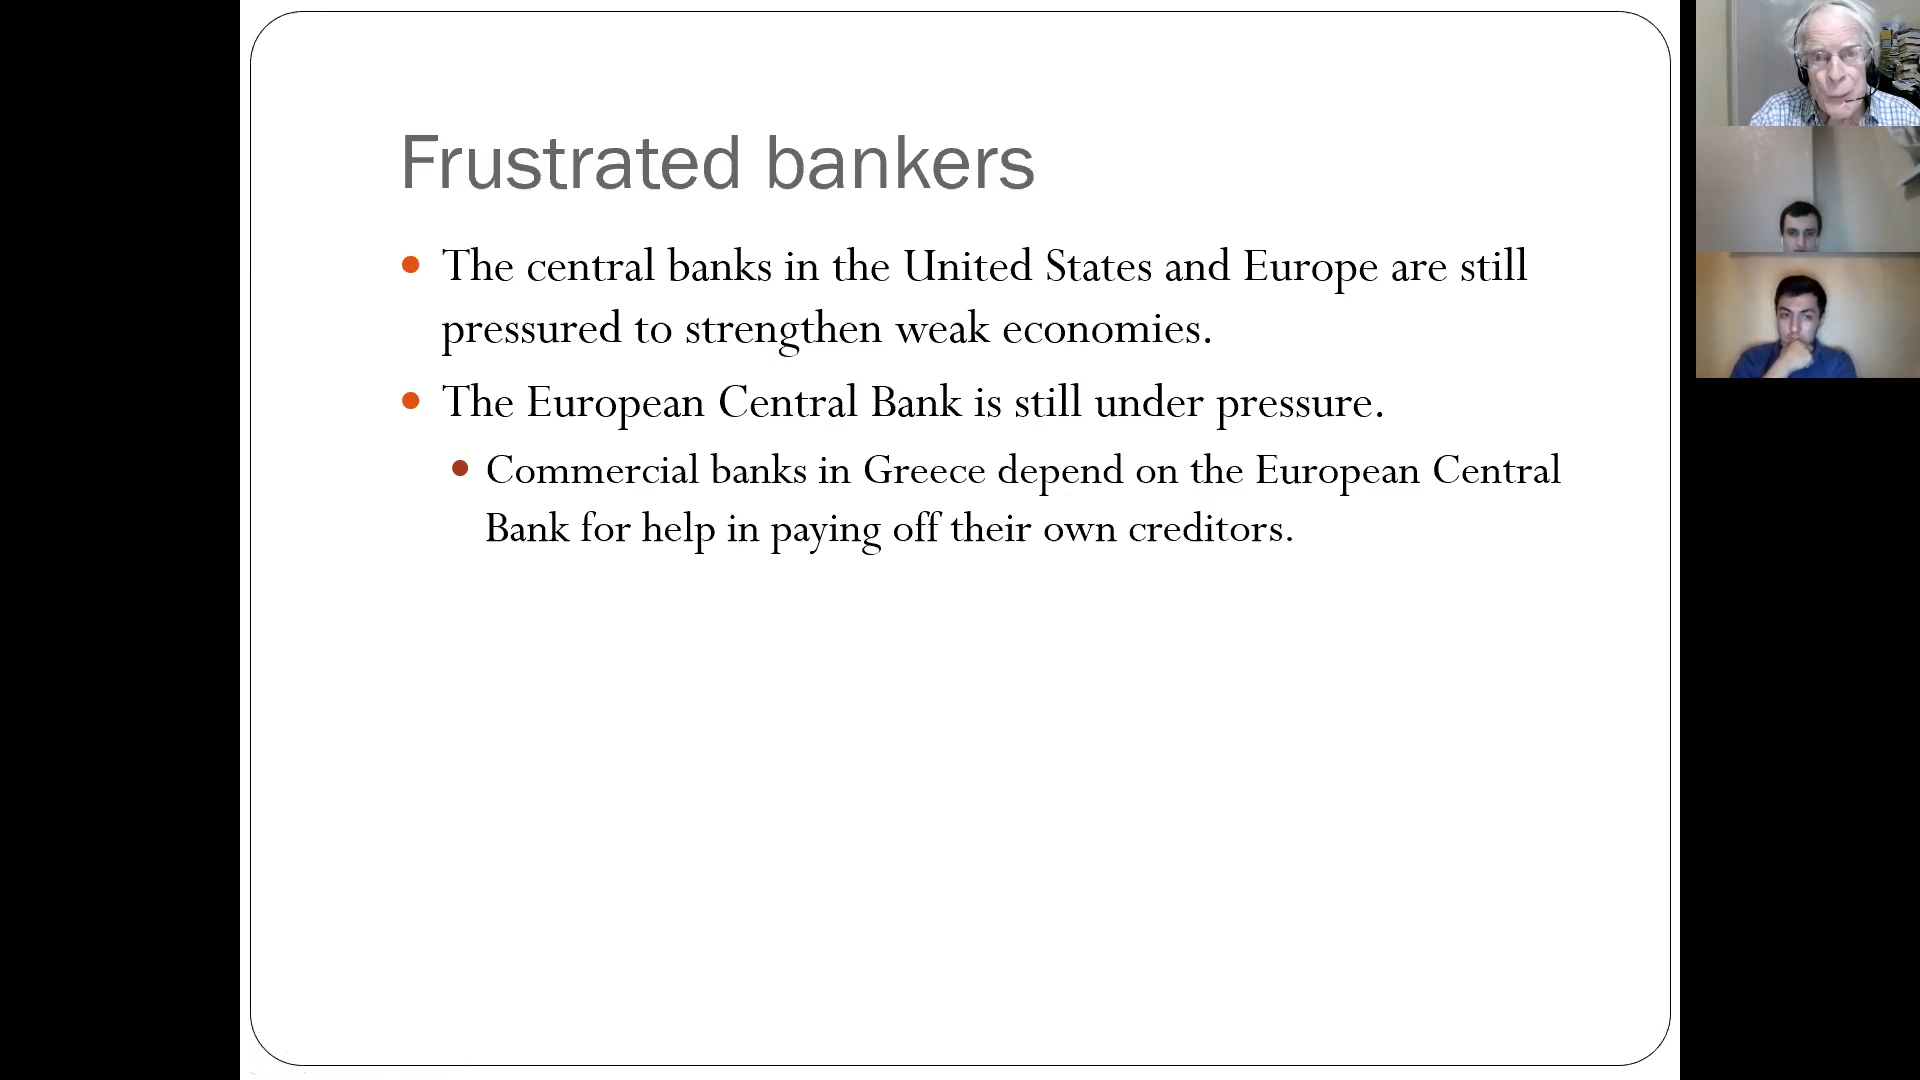 Frustrated bankers
The central banks in the United States and Europe are still
pressured to strengthen weak economies.
The European Central Bank is still under pressure.
Commercial banks in Greece depend on the European Central
Bank for help in paying off their own creditors.